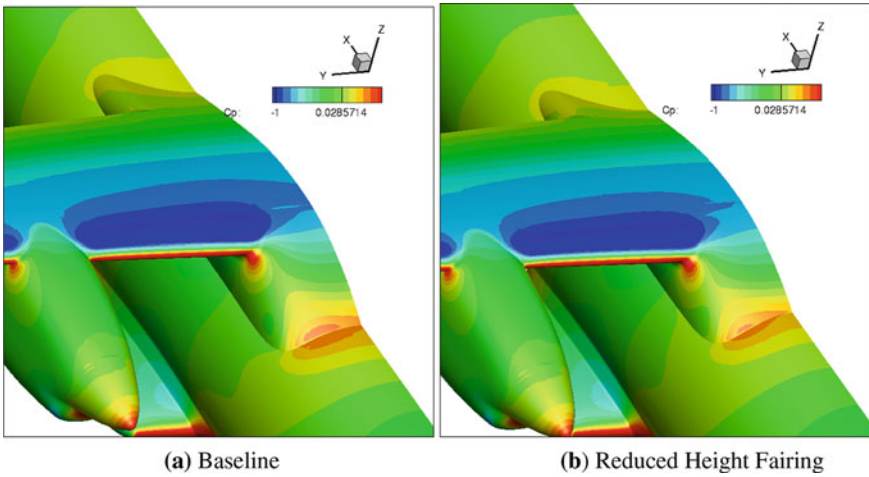 X
Z
Y
Cp:
-1
0.0285714
X
Z
Y
Cp:
-1
0.0285714
(a) Baseline
(b) Reduced Height Fairing